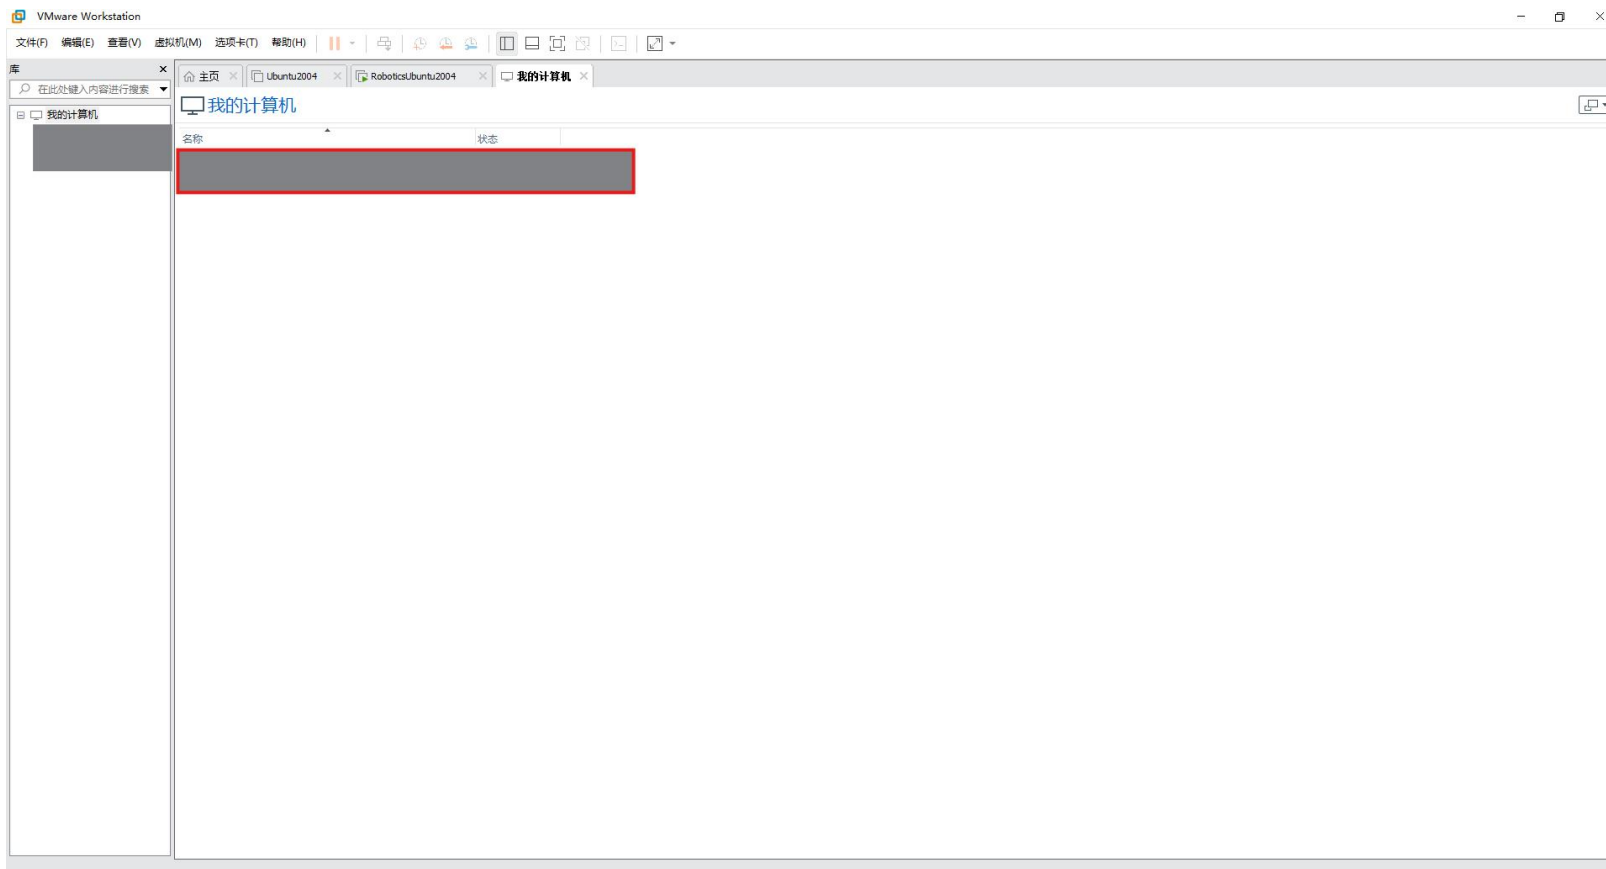 VMware Workstation
文件(F) 编辑(E) 查看(V) 虚拟机(M) 选项卡(T) 帮助(H)
库
在此处键入内容进行搜索
我的计算机
主页 Ubuntu2004 RoboticsUbuntu2004 我的计算机
我的计算机
名称 状态